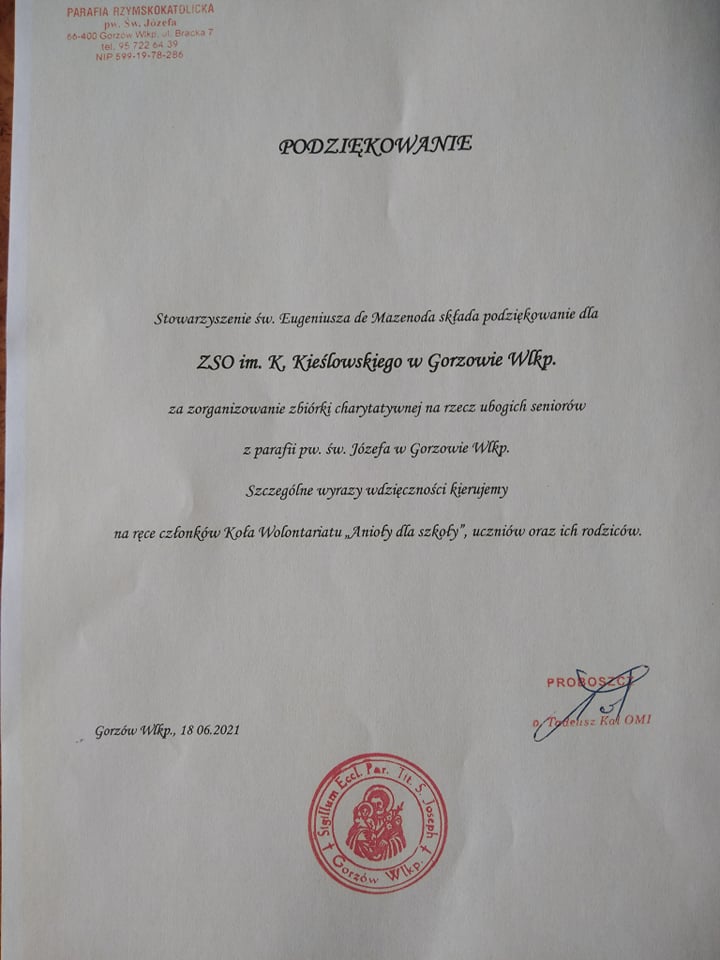 PARAFIA RZYMSKOKATOLICKA
pw. Św. Józefa
66-400 Gorzów Wlkp. ul. Bracka 7
tel. 95 722 64 39
NIP 599-19-78-286
PODZIĘKOWANIE
Stowarzyszenie św. Eugeniusza de Mazenoda składa podziękowanie dla
ZSO im. K. Kieślowskiego w Gorzowie Wlkp.
za zorganizowanie zbiórki charytatywnej na rzecz ubogich seniorów
z parafii pw. św. Józefa w Gorzowie Wlkp.
Szczególne wyrazy wdzięczności kierujemy
na ręce członków Koła Wolontariatu „Anioły dla szkoły”, uczniów oraz ich rodziców.
PROBOSZCZ
o. Tadeusz OMI
Gorzów Wlkp., 18 06.2021
Sigillum Eccl. Par. Tit. S. Joseph
Gorzów Wlkp.